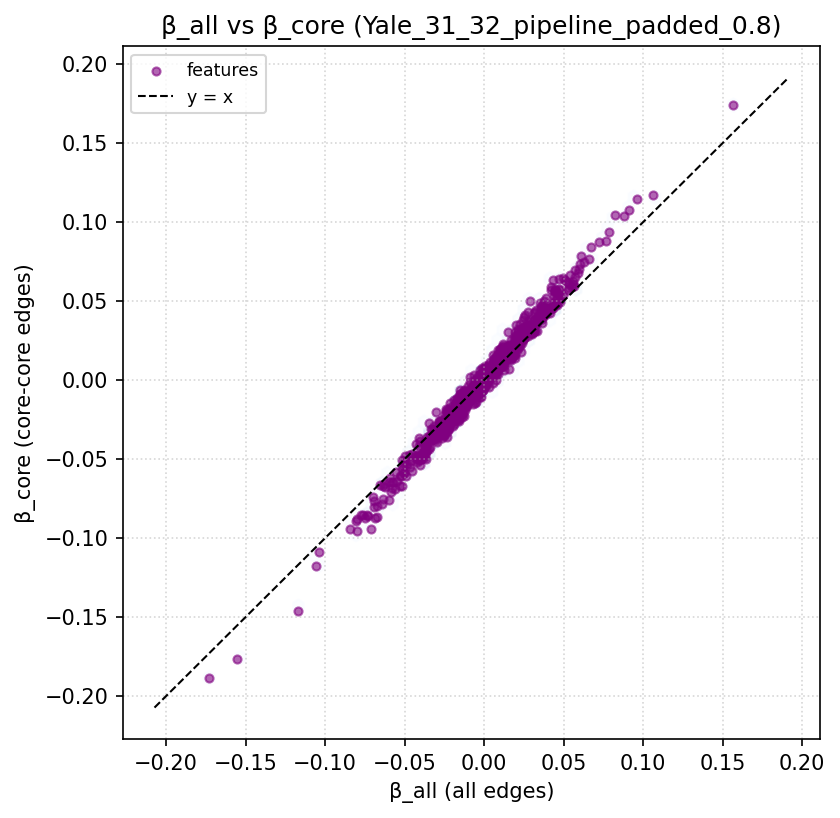 β_all vs β_core (Yale_31_32_pipeline_padded_0.8)
features
y = x
0.20
0.15
0.10
0.05
0.00
−0.05
−0.10
−0.15
−0.20
β_core (core-core edges)
−0.20 −0.15 −0.10 −0.05 0.00 0.05 0.10 0.15 0.20
β_all (all edges)